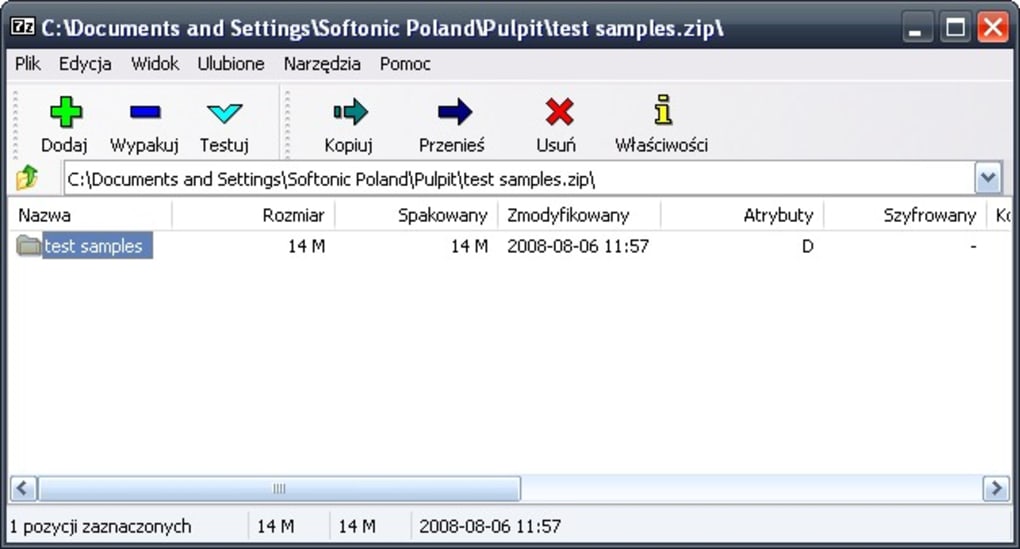 7z C:\Documents and Settings\Softonic Poland\Pulpit\test samples.zip\
Plik Edycja Widok Ulubione Narzędzia Pomoc
Dodaj Wypakuj Testuj Kopiuj Przenieś Usuń Właściwości
C:\Documents and Settings\Softonic Poland\Pulpit\test samples.zip\
Nazwa Rozmiar Spakowany Zmodyfikowany Atrybuty Szyfrowany
test samples 14 M 14 M 2008-08-06 11:57 D -
1 pozycji zaznaczonych 14 M 14 M 2008-08-06 11:57